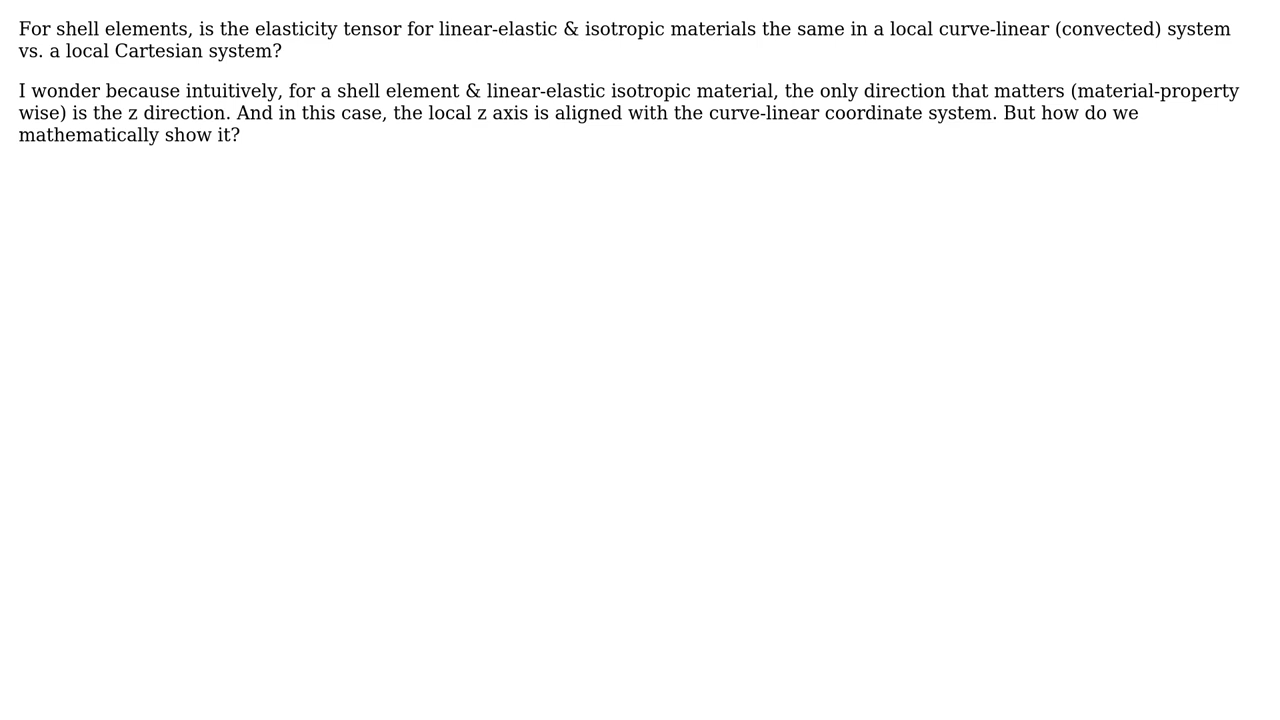 For shell elements, is the elasticity tensor for linear-elastic & isotropic materials the same in a local curve-linear (convected) system
vs. a local Cartesian system?
I wonder because intuitively, for a shell element & linear-elastic isotropic material, the only direction that matters (material-property
wise) is the z direction. And in this case, the local z axis is aligned with the curve-linear coordinate system. But how do we
mathematically show it?